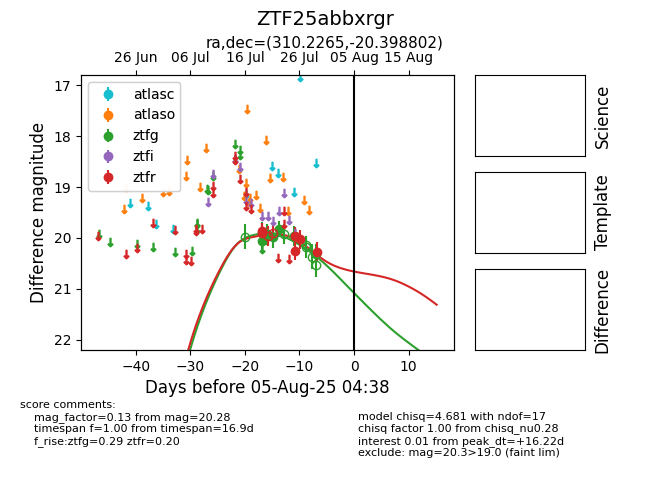 ZTF25abbxrgr
ra,dec=(310.2265,-20.398802)
26 Jun 06 Jul 16 Jul 26 Jul 05 Aug 15 Aug
17
18
19
20
21
22
Difference magnitude
atlasc
atlaso
ztfg
ztfi
ztfr
−40 −30 −20 −10 0 10
Days before 05-Aug-25 04:38
Science
Template
Difference
score comments:
mag_factor=0.13 from mag=20.28
timespan f=1.00 from timespan=16.9d
f_rise:ztfg=0.29 ztfr=0.20
model chisq=4.681 with ndof=17
chisq factor 1.00 from chisq_nu0.28
interest 0.01 from peak_dt=+16.22d
exclude: mag=20.3>19.0 (faint lim)